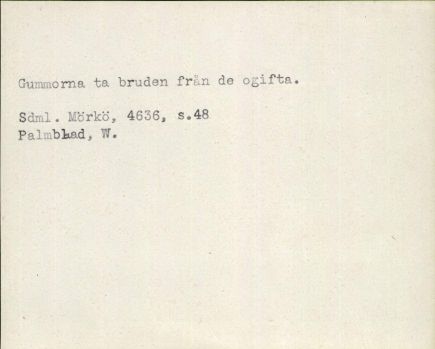 Gummorna ta bruden från de ogifta.
Sdml. Mörkö, 4636, s.48
Palmblad, W.